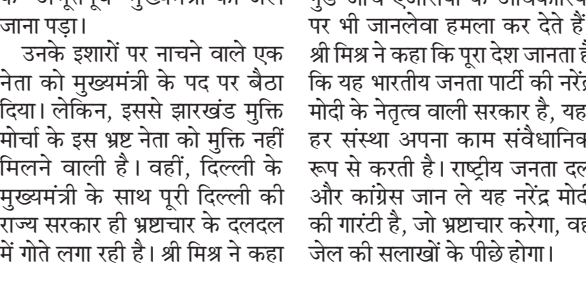 जाना पड़ा।
उनके इशारों पर नाचने वाले एक
नेता को मुख्यमंत्री के पद पर बैठा
दिया। लेकिन, इससे झारखंड मुक्ति
मोर्चा के इस भ्रष्ट नेता को मुक्ति नहीं
मिलने वाली है। वहीं, दिल्ली के
मुख्यमंत्री के साथ पूरी दिल्ली की
राज्य सरकार ही भ्रष्टाचार के दलदल
में गोते लगा रही है। श्री मिश्र ने कहा
पर भी जानलेवा हमला कर देते हैं
श्री मिश्र ने कहा कि पूरा देश जानता है
कि यह भारतीय जनता पार्टी की नरेंद्र
मोदी के नेतृत्व वाली सरकार है, यहां
हर संस्था अपना काम संवैधानिक
रूप से करती है। राष्ट्रीय जनता दल
और कांग्रेस जान ले यह नरेंद्र मोदी
की गारंटी है, जो भ्रष्टाचार करेगा, वह
जेल की सलाखों के पीछे होगा।